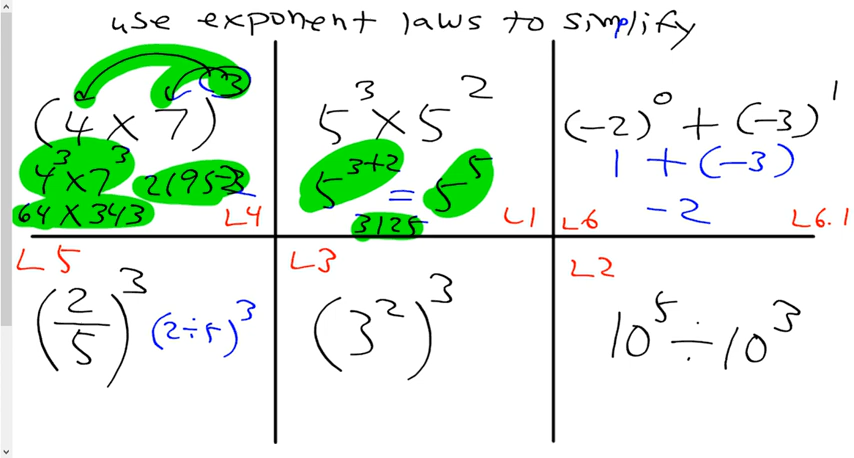 use exponent laws to simplify
(4 × 7)³
4³ × 7³
64 × 343
21952
L4
5³ × 5²
5³⁺² = 5⁵
3125
L1
(-2)⁰ + (-3)¹
1 + (-3)
-2
L6
L6.1
L5
(2/5)³ (2÷5)³
L3
(3²)³
L2
10⁵ ÷ 10³